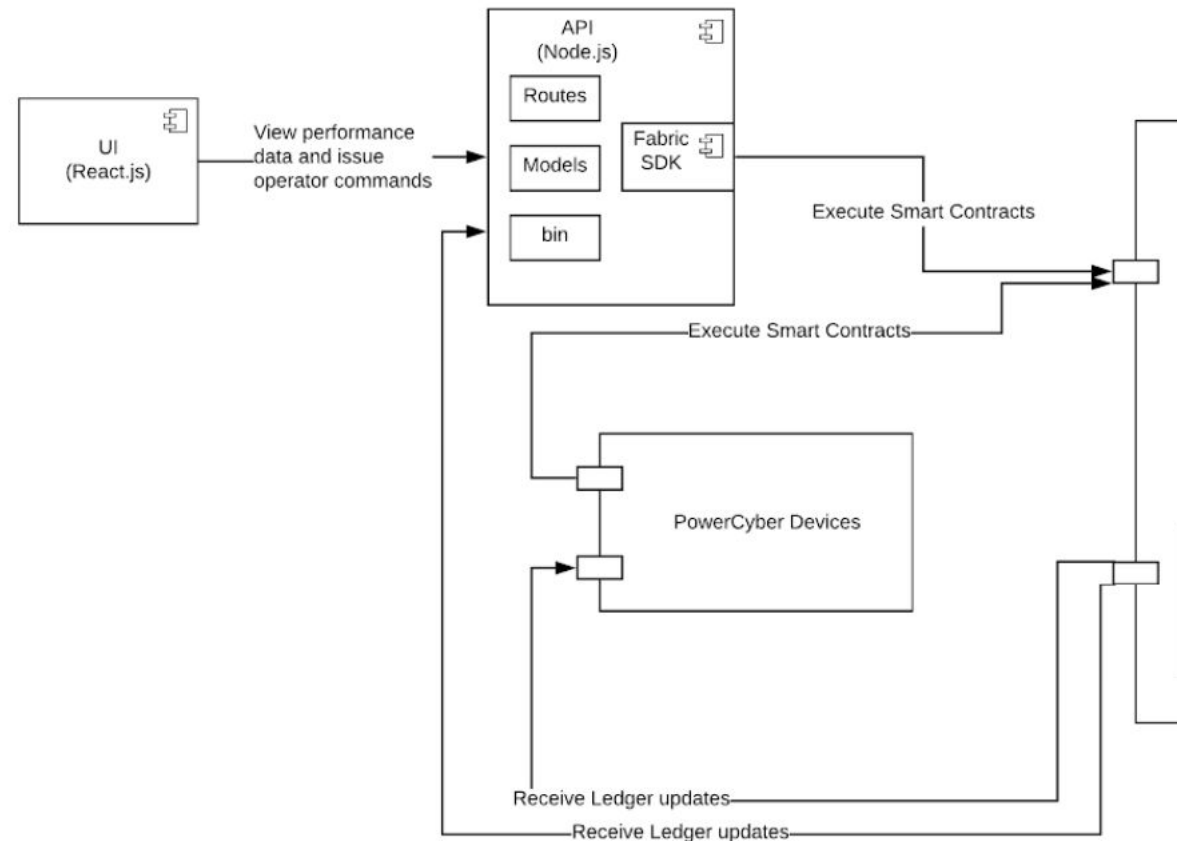 API
(Node.js)
Routes
UI
(React.js)
View performance
data and issue
operator commands
Models
Fabric
SDK
bin
Execute Smart Contracts
Execute Smart Contracts
PowerCyber Devices
Receive Ledger updates
Receive Ledger updates